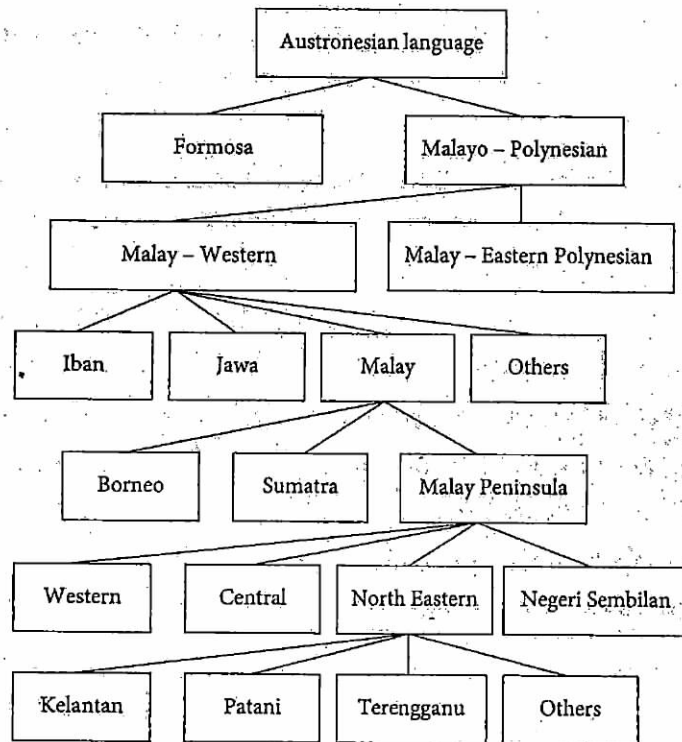 Austronesian language
Formosa
Malayo – Polynesian
Malay – Western
Malay – Eastern Polynesian
Iban
Jawa
Malay
Others
Borneo
Sumatra
Malay Peninsula
Western
Central
North Eastern
Negeri Sembilan
Kelantan
Patani
Terengganu
Others